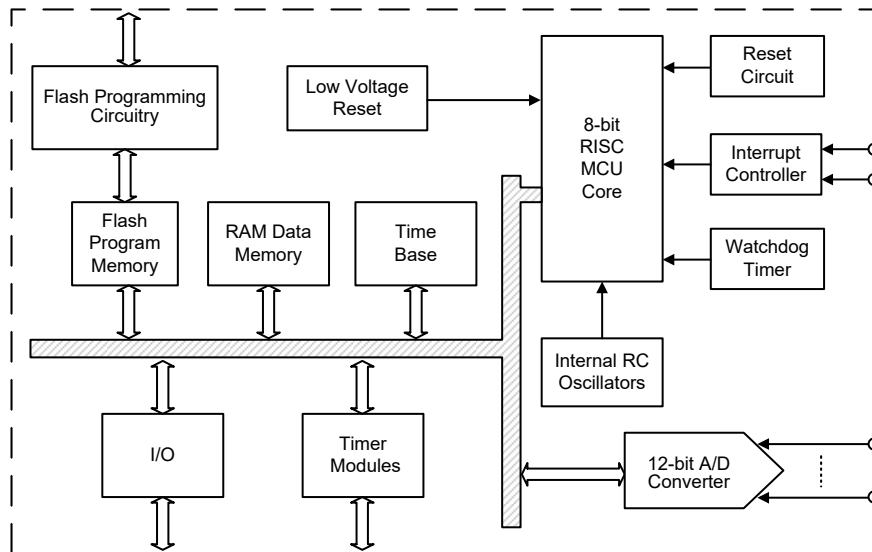 Flash Programming
Circuitry
Low Voltage
Reset
8-bit
RISC
MCU
Core
Reset
Circuit
Interrupt
Controller
Watchdog
Timer
Flash
Program
Memory
RAM Data
Memory
Time
Base
Internal RC
Oscillators
I/O
Timer
Modules
12-bit A/D
Converter